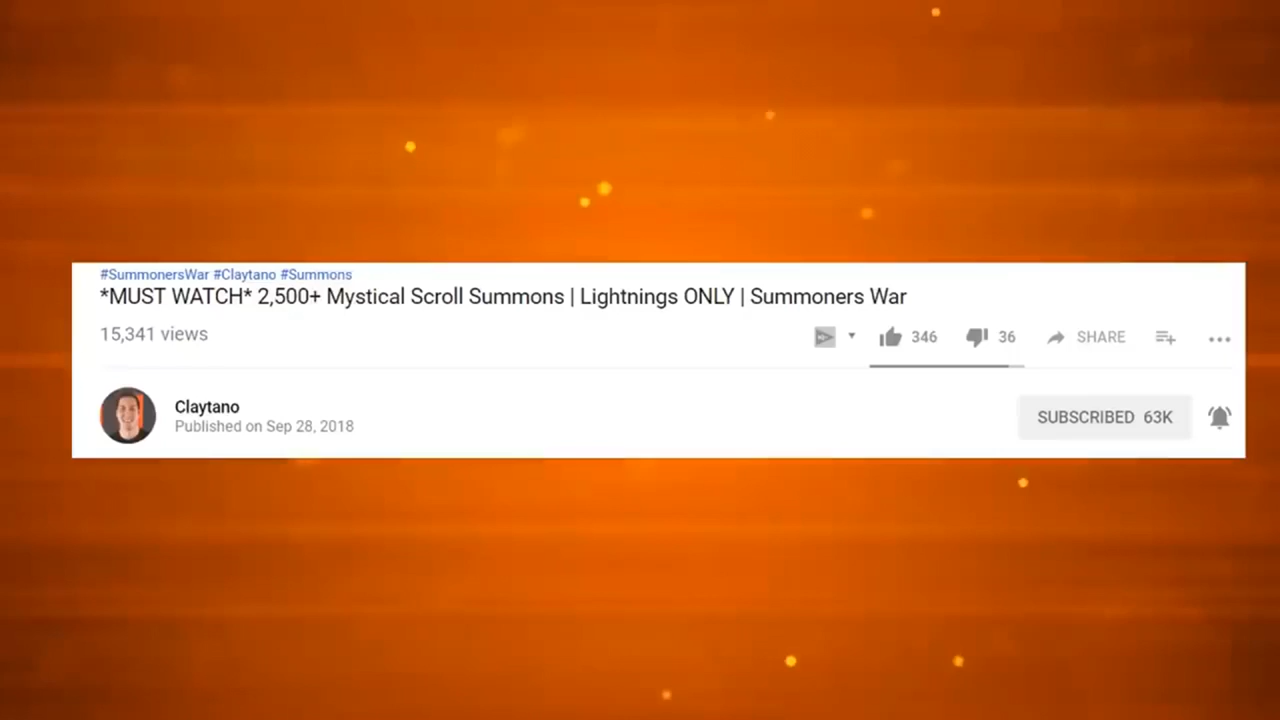 #SummonersWar #Claytano #Summons
*MUST WATCH* 2,500+ Mystical Scroll Summons | Lightnings ONLY | Summoners War
15,341 views
346
36
SHARE
Claytano
Published on Sep 28, 2018
SUBSCRIBED 63K